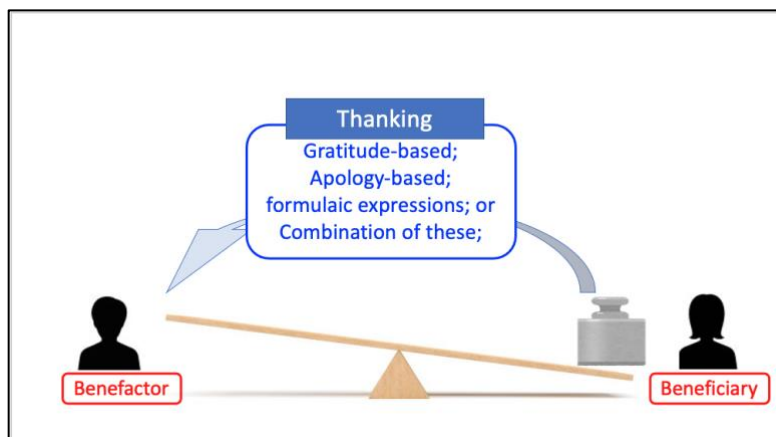 Thanking
Gratitude-based;
Apology-based;
formulaic expressions; or
Combination of these;
Benefactor
Beneficiary